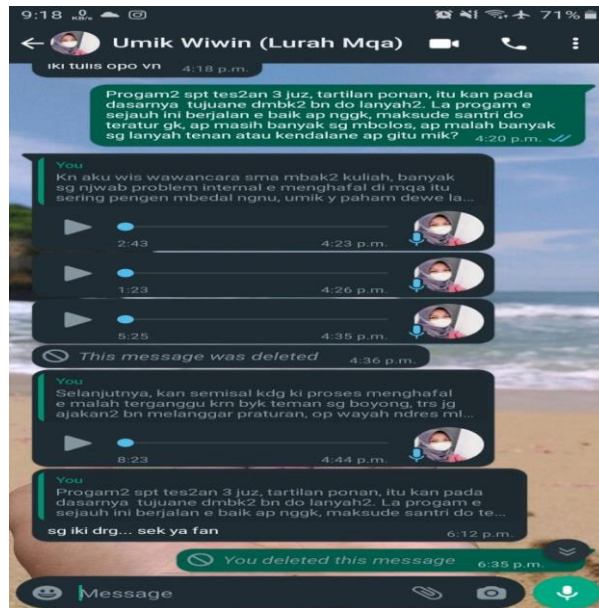 9:18 8.0 KB/s 71%
Umik Wiwin (Lurah Mqa)
iki tulis opo vn 4:18 p.m.
Progam2 spt tes2an 3 juz, tartilan ponan, itu kan pada
dasarnya tujuane dmbk2 bn do lanyah2. La progam e
sejauh ini berjalan e baik ap nggk, maksude santri do
teratur gk, ap masih banyak sg mbolos, ap malah banyak
sg lanyah tenan atau kendalane ap gitu mik? 4:20 p.m.
You
Kn aku wis wawancara sma mbak2 kuliah, banyak
sg njwab problem internal e menghafal di mqa itu
sering pengen mbedal ngnu, umik y paham dewe la...
2:43 4:23 p.m.
1:23 4:26 p.m.
5:25 4:35 p.m.
This message was deleted 4:36 p.m.
You
Selanjutnya, kan semisal kdg ki proses menghafal
e malah terganggu krn byk teman sg boyong, trs jg
ajakan2 bn melanggar praturan, op wayah ndres ml...
8:23 4:44 p.m.
You
Progam2 spt tes2an 3 juz, tartilan ponan, itu kan pada
dasarnya tujuane dmbk2 bn do lanyah2. La progam e
sejauh ini berjalan e baik ap nggk, maksude santri do te...
sg iki drg... sek ya fan 6:12 p.m.
You deleted this message 6:35 p.m.
Message